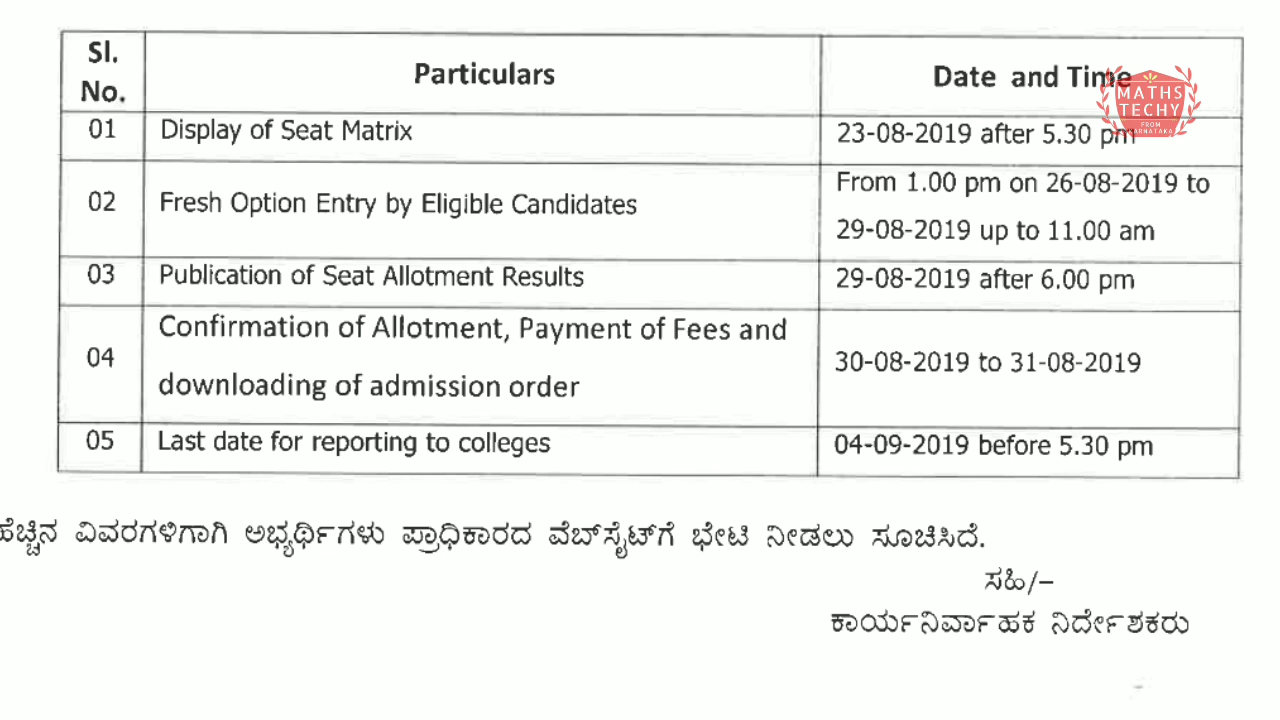 Sl.
No.
Particulars
Date and Time
01
Display of Seat Matrix
23-08-2019 after 5.30 pm
02
Fresh Option Entry by Eligible Candidates
From 1.00 pm on 26-08-2019 to
29-08-2019 up to 11.00 am
03
Publication of Seat Allotment Results
29-08-2019 after 6.00 pm
04
Confirmation of Allotment, Payment of Fees and
downloading of admission order
30-08-2019 to 31-08-2019
05
Last date for reporting to colleges
04-09-2019 before 5.30 pm
ಹೆಚ್ಚಿನ ವಿವರಗಳಿಗಾಗಿ ಅಭ್ಯರ್ಥಿಗಳು ಪ್ರಾಧಿಕಾರದ ವೆಬ್‌ಸೈಟ್‌ಗೆ ಭೇಟಿ ನೀಡಲು ಸೂಚಿಸಿದೆ.
ಸಹಿ/–
ಕಾರ್ಯನಿರ್ವಾಹಕ ನಿರ್ದೇಶಕರು
MATHS
TECHY
FROM
KARNATAKA